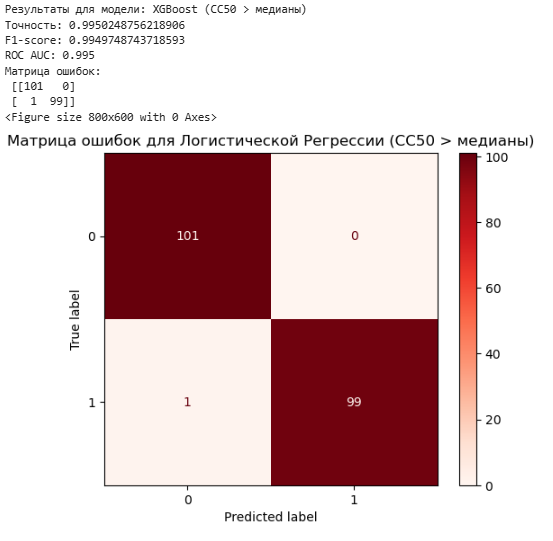 Результаты для модели: XGBoost (CC50 > медианы)
Точность: 0.9950248756218906
F1-score: 0.9949748743718593
ROC AUC: 0.995
Матрица ошибок:
[[101   0]
[  1  99]]
<Figure size 800x600 with 0 Axes>
Матрица ошибок для Логистической Регрессии (CC50 > медианы)
100
0
101
0
80
60
True label
40
1
1
99
20
0
0
1
Predicted label